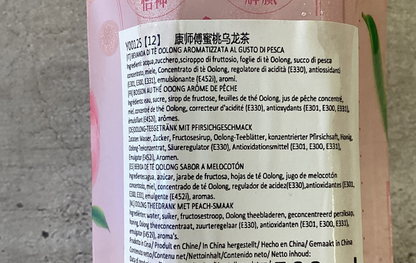 信神 解腻
Y00125 [12] 康师傅蜜桃乌龙茶
[IT] BEVANDA DI TÈ OOLONG AROMATIZZATA AL GUSTO DI PESCA
Ingredienti: acqua, zucchero, sciroppo di fruttosio, foglie di tè Oolong, succo di pesca
concentrato, miele, Concentrato di tè Oolong, regolatore di acidità (E330), antiossidanti
(E301, E300, E331), emulsionante (E452i), aromi.
[FR] BOISSON AU THÉ OOLONG ARÔME DE PÊCHE
Ingrédients: eau, sucre, sirop de fructose, feuilles de thé Oolong, jus de pêche concentré,
miel, concentré de thé Oolong, correcteur d'acidité (E330), antioxydants (E301, E300, E331),
émulsifiant (E452i), arômes.
[DE] OOLONG-TEEGETRÄNK MIT PFIRSICHGESCHMACK
Zutaten: Wasser, Zucker, Fructosesirup, Oolong-Teeblätter, konzentrierter Pfirsichsaft, Honig,
Oolong-Teekonzentrat, Säureregulator (E330), Antioxidationsmittel (E301, E300, E331),
Emulgator (E452i), Aromen.
[ES] BEBIDA DE TÉ OOLONG SABOR A MELOCOTÓN
Ingredientes: agua, azúcar, jarabe de fructosa, hojas de té Oolong, jugo de melocotón
concentrado, miel, concentrado de té Oolong, regulador de acidez (E330), antioxidantes (E301,
E300, E331), emulgente (E452i), aromas.
[NL] OOLONG THEEDRANK MET PEACH-SMAAK
Ingrediënten: water, suiker, fructosestroop, Oolong theebladeren, geconcentreerd perziksap,
honing, Oolong theeconcentraat, zuurteregelaar (E330), antioxidanten (E301, E300, E331),
emulgator (E452i), aroma's.
Prodotto in Cina / Produit en Chine / In China hergestellt / Hecho en China / Gemaakt in China
Contenuto netto/Contenu net/Nettoinhalt/Contenido neto/ Netto inhoud: